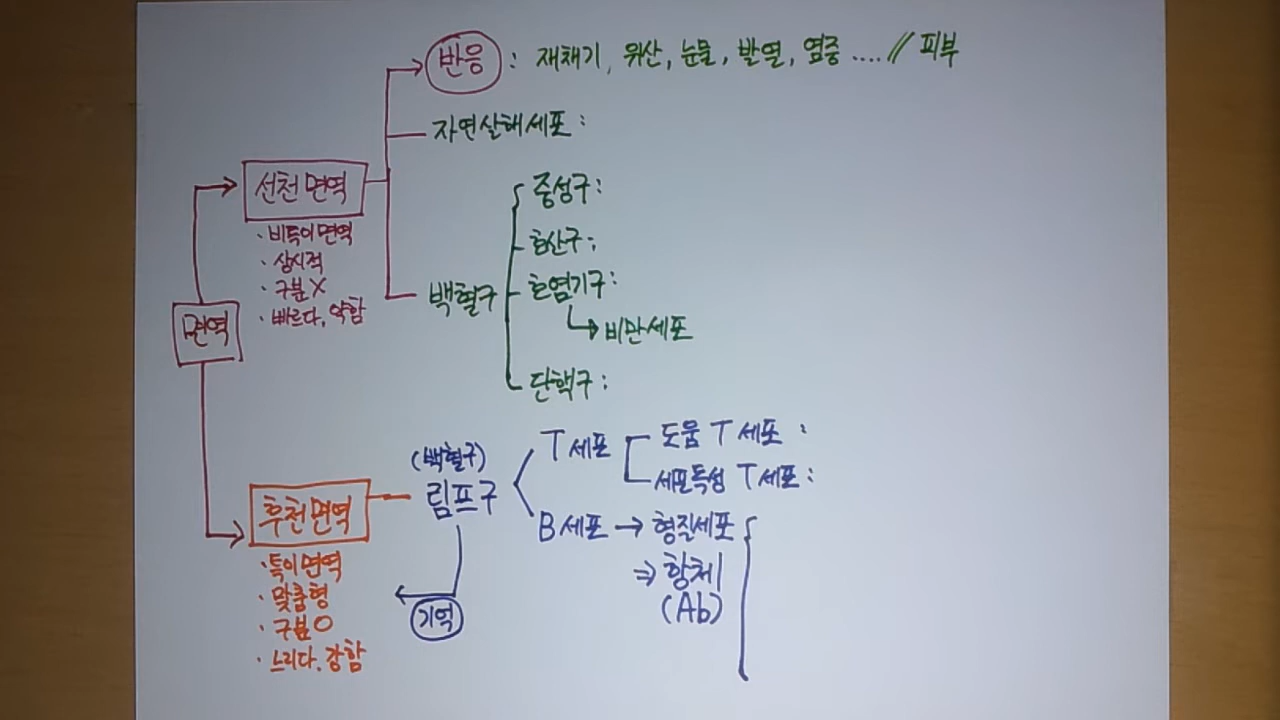 반응 : 재채기, 위산, 눈물, 발열, 염증 .... // 피부
자연살해세포 :
선천면역
· 비특이면역
· 상시적
· 구분 X
· 빠르다, 약함
백혈구
중성구 :
호산구 :
호염기구 :
→ 비만세포
단핵구 :
면역
후천면역
· 특이면역
· 맞춤형
· 구분 O
· 느리다. 강함
(백혈구)
림프구
기억
T 세포
도움 T 세포 :
세포독성 T 세포 :
B 세포 → 형질세포
⇒ 항체
(Ab)